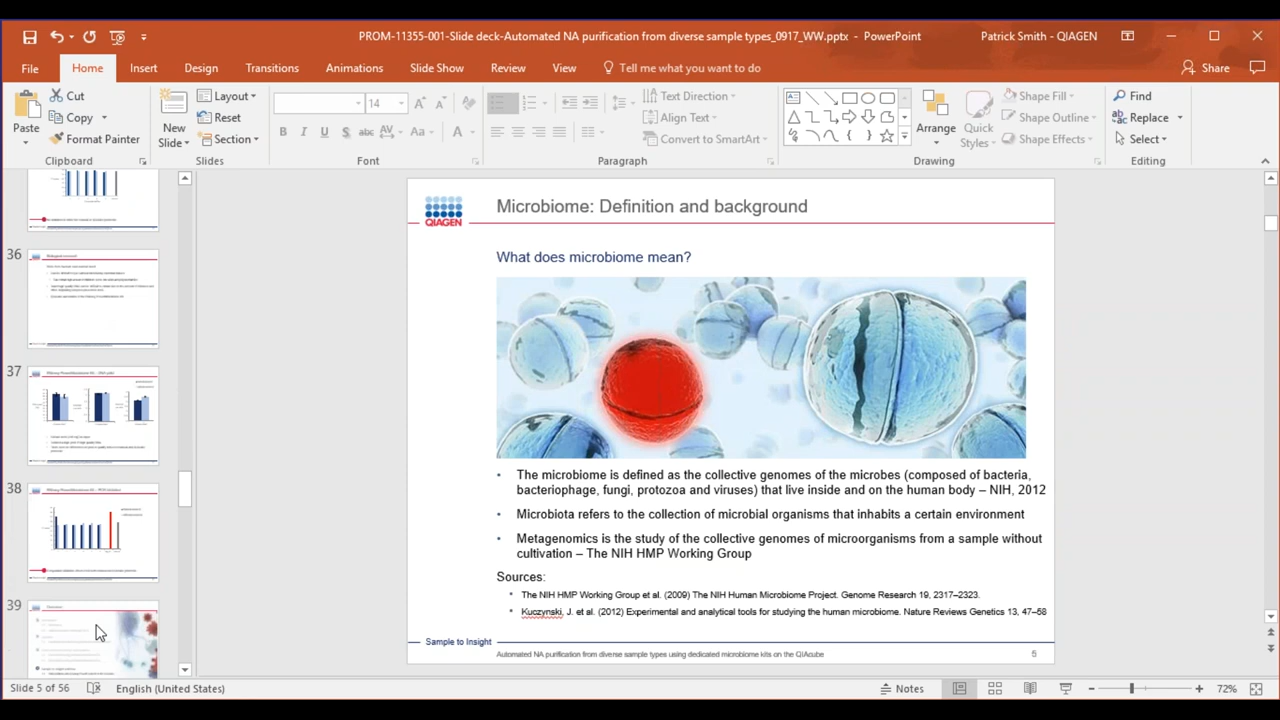 PROM-11355-001-Slide deck-Automated NA purification from diverse sample types_0917_WW.pptx - PowerPoint
Patrick Smith - QIAGEN
File Home Insert Design Transitions Animations Slide Show Review View Tell me what you want to do Share
Paste
Cut
Copy
Format Painter
Clipboard
New
Slide
Layout
Reset
Section
Slides
14
B I U S abc AV Aa A
Font
Text Direction
Align Text
Convert to SmartArt
Paragraph
Arrange
Quick
Styles
Shape Fill
Shape Outline
Shape Effects
Drawing
Find
Replace
Select
Editing
36
37
38
39
QIAGEN
Microbiome: Definition and background
What does microbiome mean?
• The microbiome is defined as the collective genomes of the microbes (composed of bacteria,
bacteriophage, fungi, protozoa and viruses) that live inside and on the human body – NIH, 2012
• Microbiota refers to the collection of microbial organisms that inhabits a certain environment
• Metagenomics is the study of the collective genomes of microorganisms from a sample without
cultivation – The NIH HMP Working Group
Sources:
• The NIH HMP Working Group et al. (2009) The NIH Human Microbiome Project. Genome Research 19, 2317–2323.
• Kuczynski, J. et al. (2012) Experimental and analytical tools for studying the human microbiome. Nature Reviews Genetics 13, 47–58
Sample to Insight
Automated NA purification from diverse sample types using dedicated microbiome kits on the QIAcube
5
Slide 5 of 56
English (United States)
Notes
72%